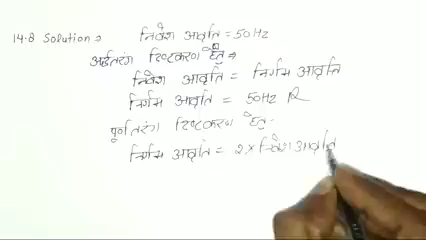 14.8 Solution⇒ निवेश आवृत्ति = 50Hz
अर्द्धतरंग दिष्टकरण हेतु ⇒
निवेश आवृत्ति = निर्गम आवृत्ति
निर्गम आवृत्ति = 50Hz
पूर्णतरंग दिष्टकरण हेतु -
निर्गम आवृत्ति = 2 x निवेश आवृत्ति